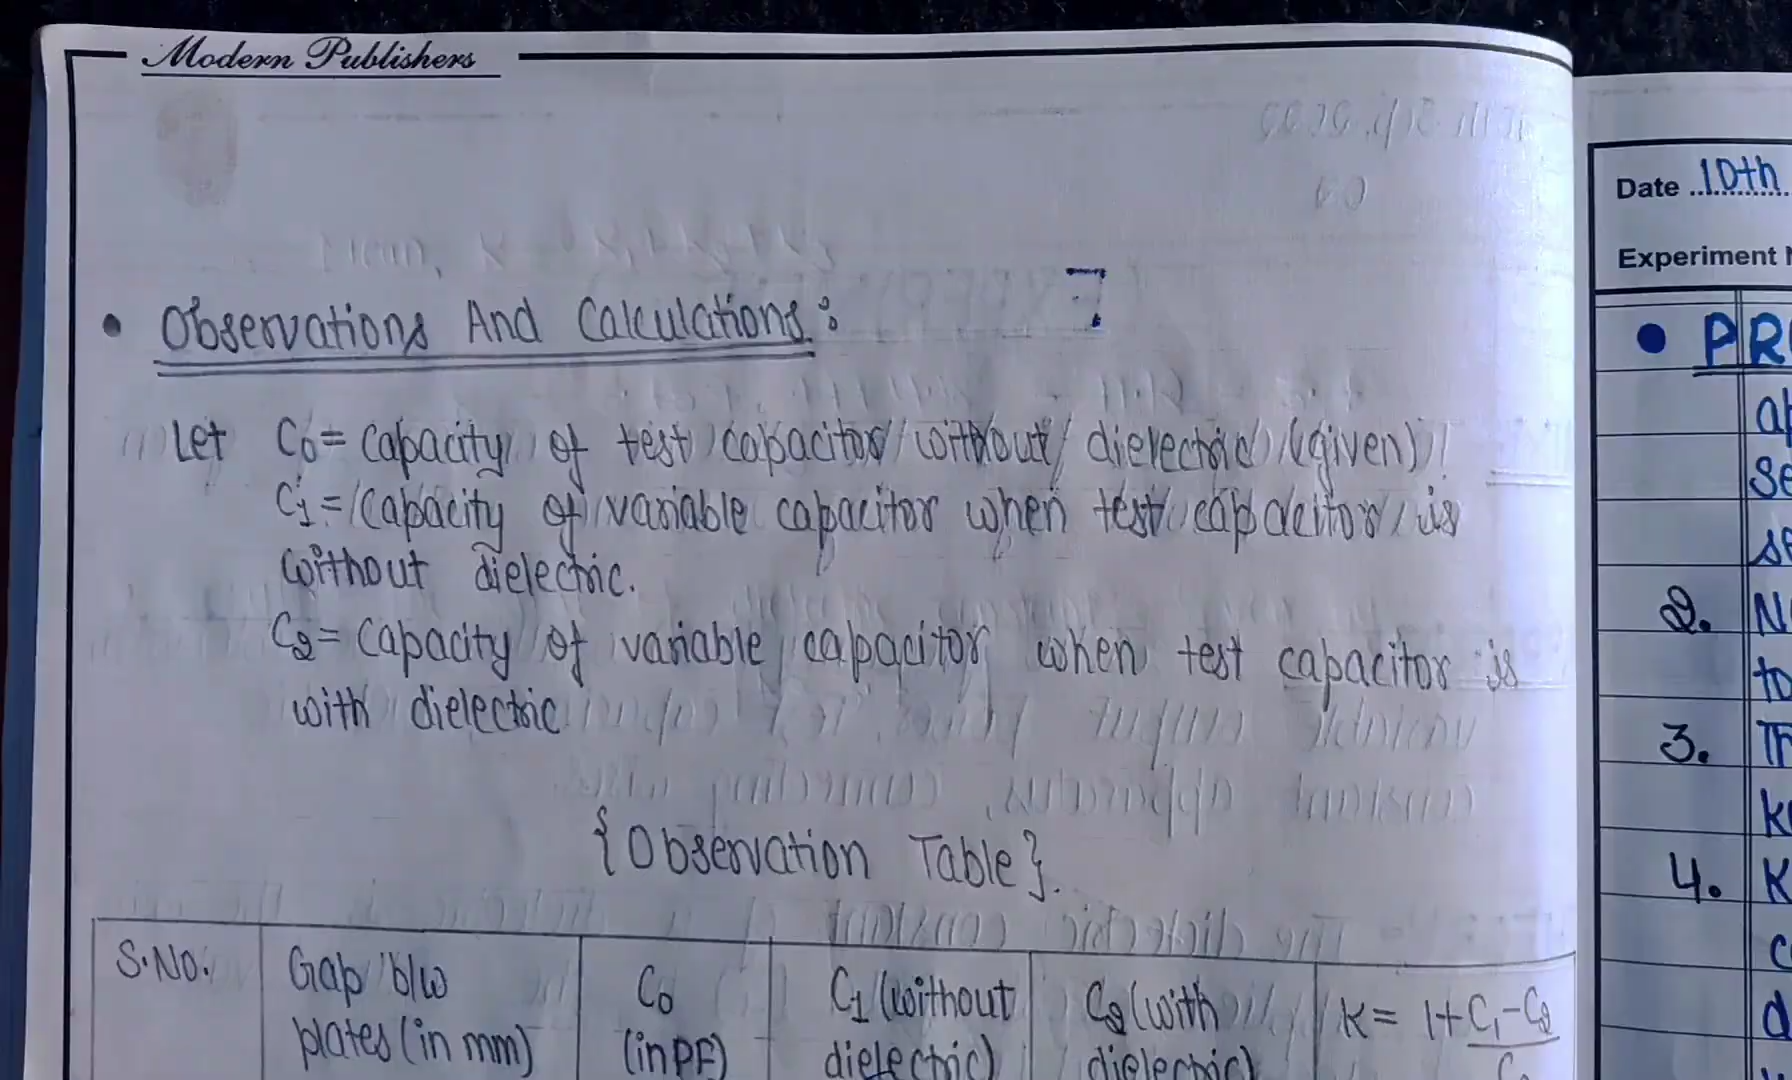 Modern Publishers
• Observations And Calculations:
Let C₀ = Capacity of test capacitor without dielectric (given)
C₁ = Capacity of variable capacitor when test capacitor is
without dielectric.
C₂ = Capacity of variable capacitor when test capacitor is
with dielectric
{Observation Table}.
S.No.
Gap b/w
plates (in mm)
C₀
(in PF)
C₁ (without
dielectric)
C₂ (with
dielectric)
K = 1+C₁-C₂
Date 10th
Experiment
• PR
2.
to
3.
4. K